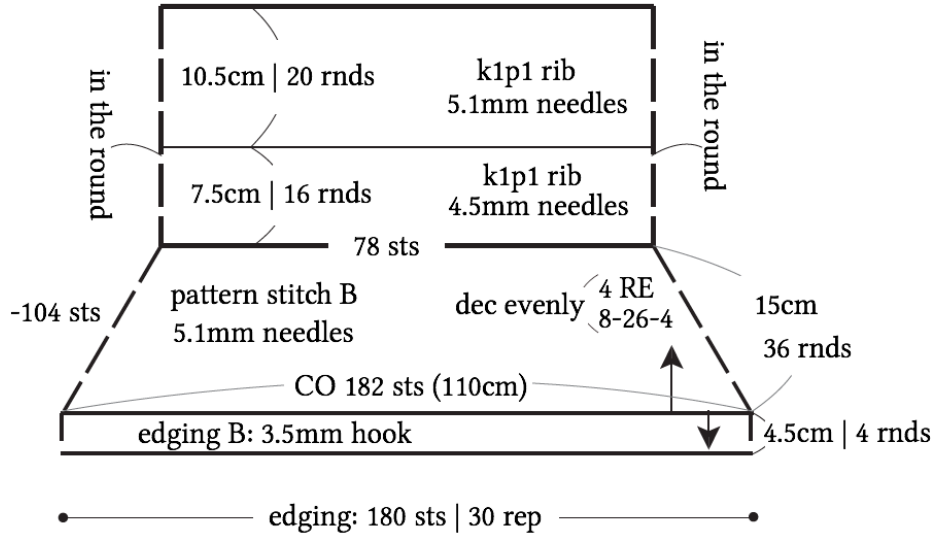 10.5cm | 20 rnds
k1p1 rib
5.1mm needles
in the round
in the round
7.5cm | 16 rnds
k1p1 rib
4.5mm needles
78 sts
-104 sts
pattern stitch B
5.1mm needles
dec evenly
4 RE
8-26-4
15cm
36 rnds
CO 182 sts (110cm)
edging B: 3.5mm hook
4.5cm | 4 rnds
edging: 180 sts | 30 rep